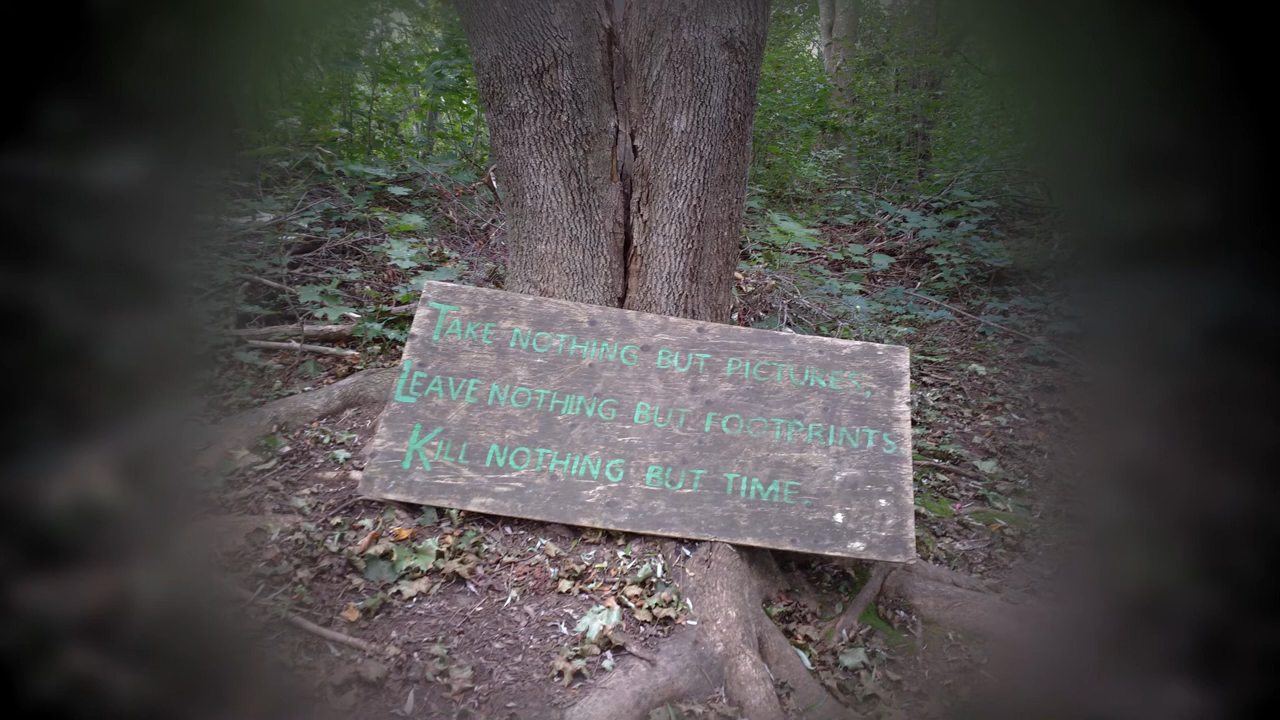 TAKE NOTHING BUT PICTURES,
LEAVE NOTHING BUT FOOTPRINTS
KILL NOTHING BUT TIME.